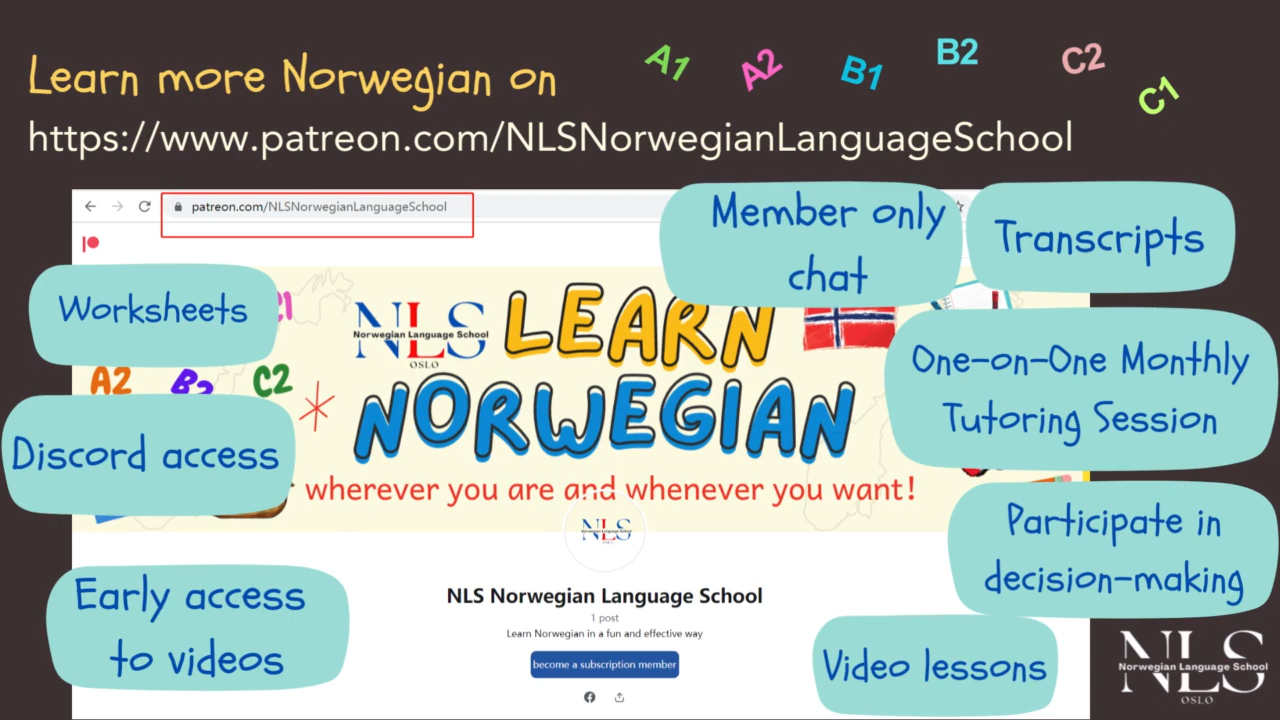 Learn more Norwegian on
A1
A2
B1
B2
C2
C1
https://www.patreon.com/NLSNorwegianLanguageSchool
patreon.com/NLSNorwegianLanguageSchool
Member only
chat
Transcripts
Worksheets
C1
NLS
Norwegian Language School
OSLO
LEARN
NORWEGIAN
A2
B2
C2
One-on-One Monthly
Tutoring Session
Discord access
wherever you are and whenever you want!
NLS
Norwegian Language School
Participate in
decision-making
Early access
to videos
NLS Norwegian Language School
1 post
Learn Norwegian in a fun and effective way
become a subscription member
Video lessons
NLS
Norwegian Language School
OSLO